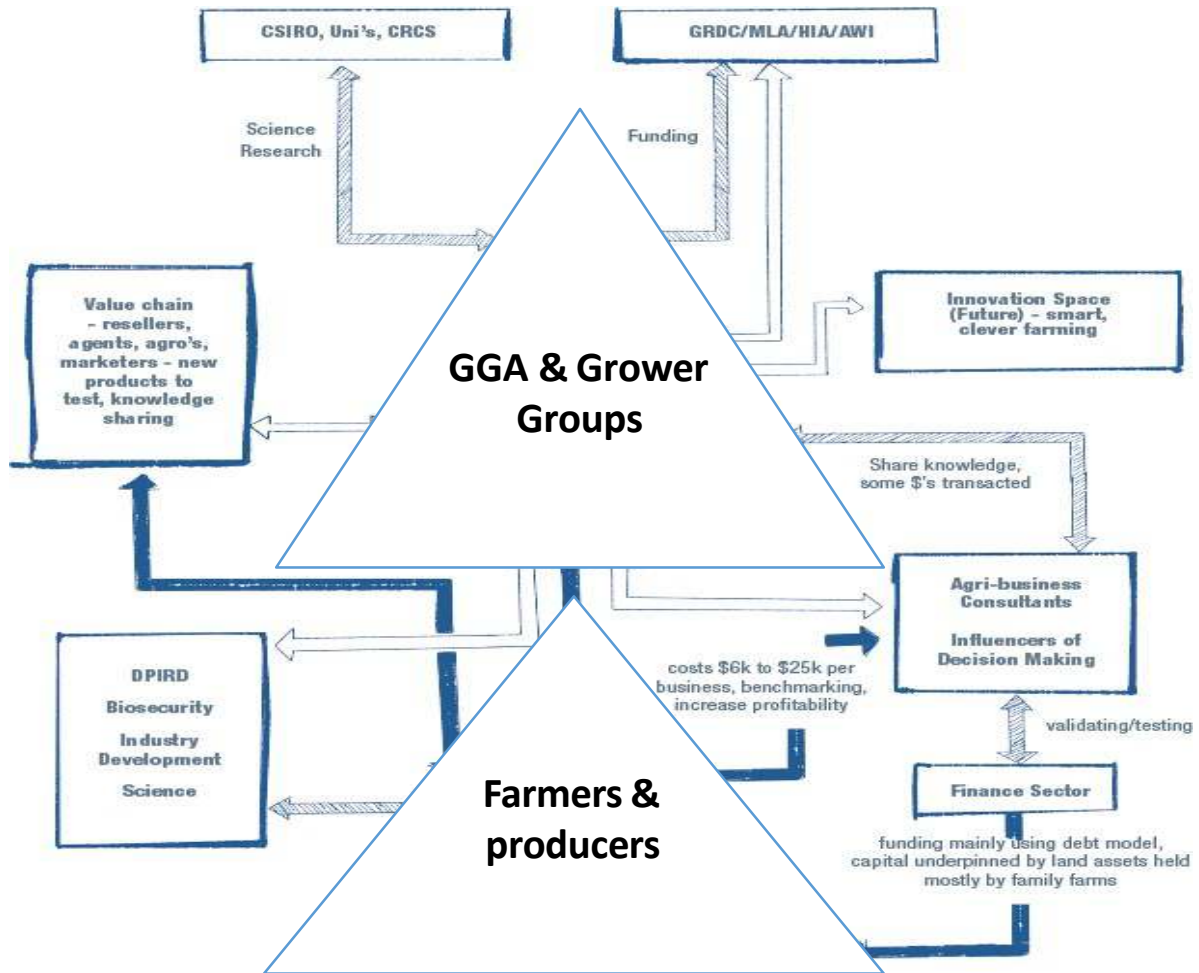 CSIRO, Uni's, CRCS
GRDC/MLA/HIA/AWI
Science
Research
Funding
Value chain
- resellers,
agents, agro's,
marketers - new
products to
test, knowledge
sharing
GGA & Grower
Groups
Innovation Space
(Future) - smart,
clever farming
Share knowledge,
some $'s transacted
Agri-business
Consultants
Influencers of
Decision Making
DPIRD
Biosecurity
Industry
Development
Science
costs $6k to $25k per
business, benchmarking,
increase profitability
validating/testing
Farmers &
producers
Finance Sector
funding mainly using debt model,
capital underpinned by land assets held
mostly by family farms